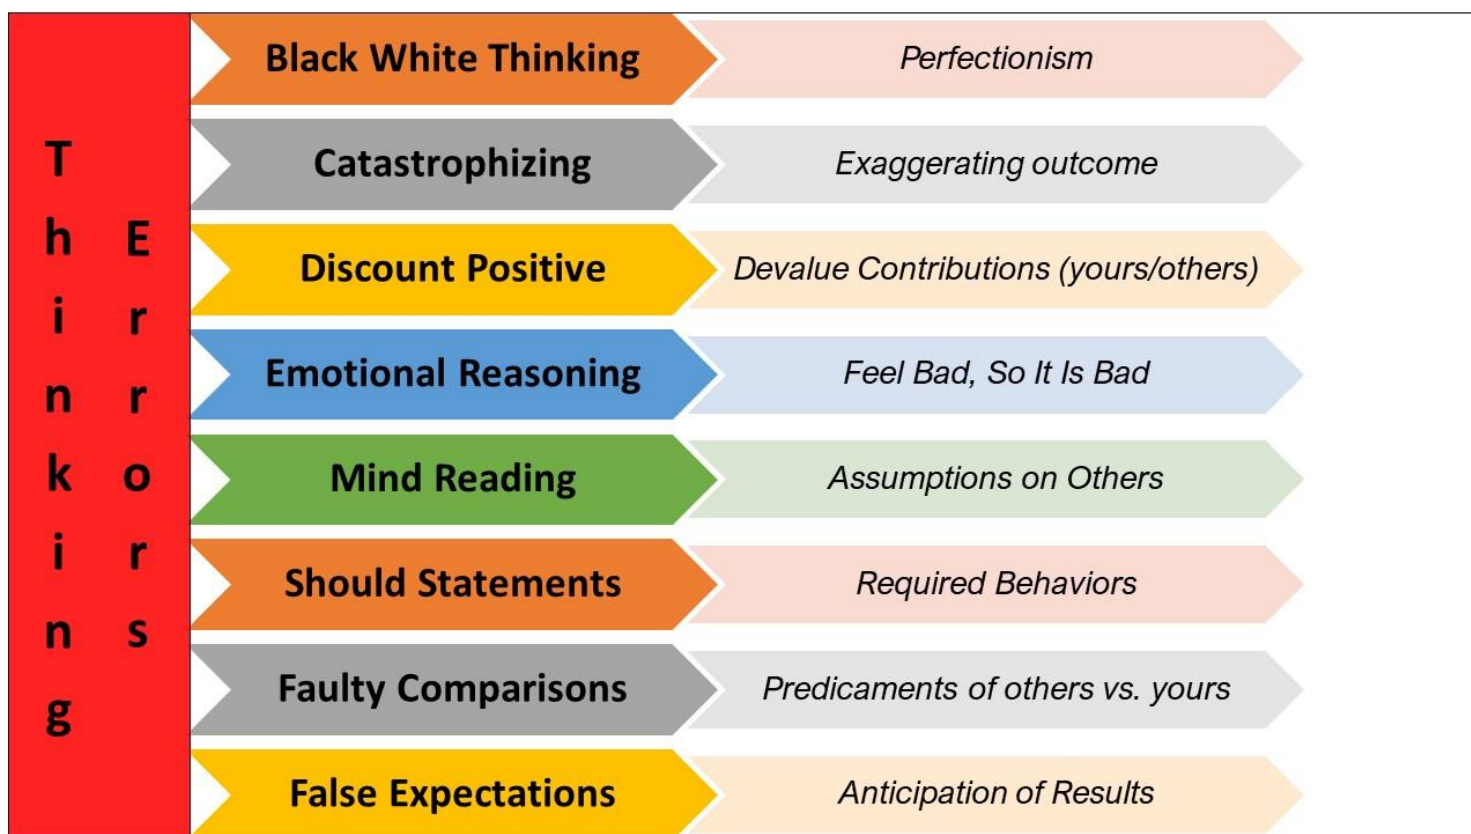 Thinking
Errors
Black White Thinking
Perfectionism
Catastrophizing
Exaggerating outcome
Discount Positive
Devalue Contributions (yours/others)
Emotional Reasoning
Feel Bad, So It Is Bad
Mind Reading
Assumptions on Others
Should Statements
Required Behaviors
Faulty Comparisons
Predicaments of others vs. yours
False Expectations
Anticipation of Results